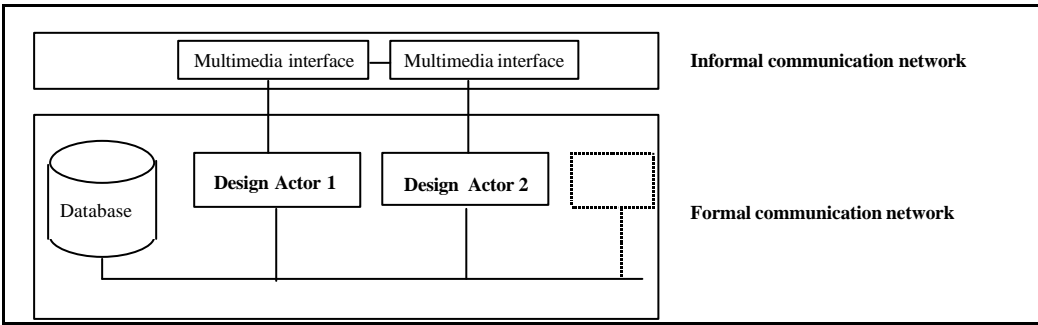 Multimedia interface Multimedia interface Informal communication network
Design Actor 1 Design Actor 2
Database Formal communication network